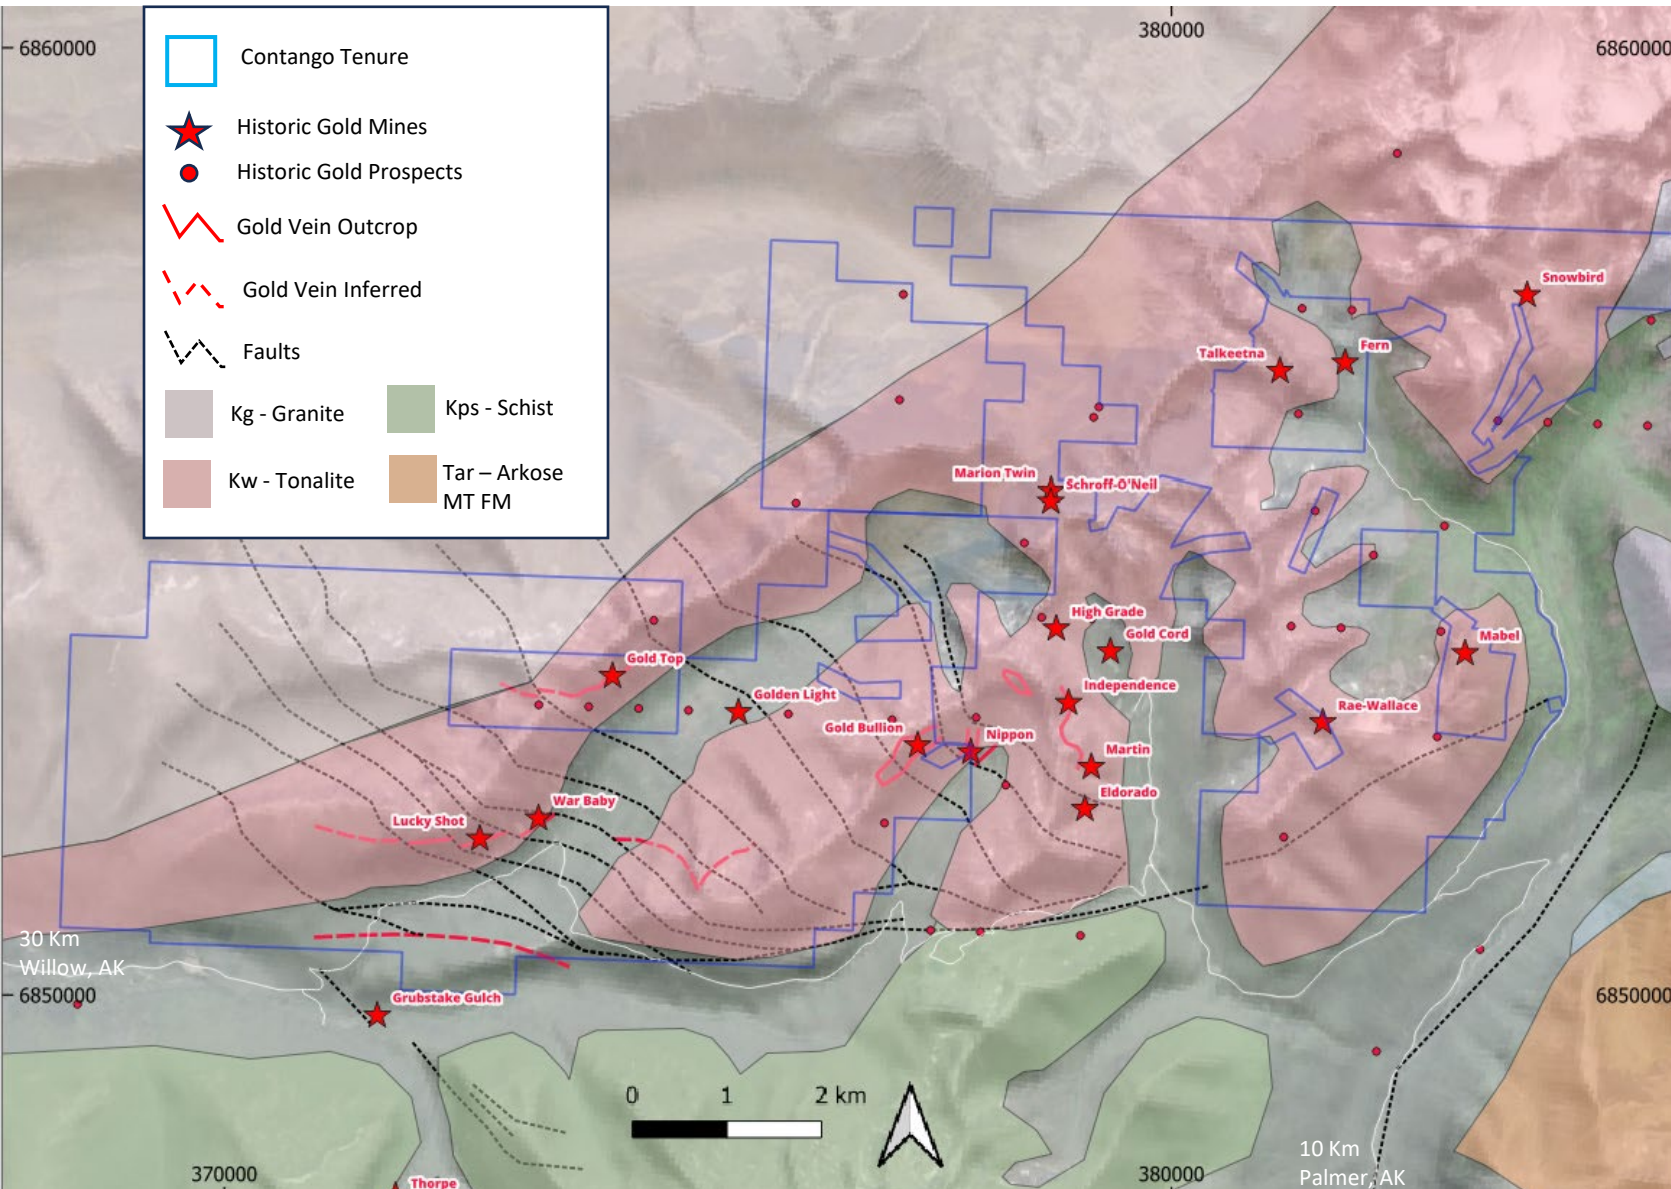 380000
6860000
6860000
Contango Tenure
Historic Gold Mines
Historic Gold Prospects
Gold Vein Outcrop
Gold Vein Inferred
Faults
Kg - Granite
Kps - Schist
Kw - Tonalite
Tar – Arkose
MT FM
Snowbird
Talkeetna
Fern
Marion Twin
Schroff-O'Neil
High Grade
Gold Cord
Mabel
Gold Top
Independence
Golden Light
Rae-Wallace
Gold Bullion
Nippon
Martin
Eldorado
War Baby
Lucky Shot
30 Km
Willow, AK
6850000
6850000
Grubstake Gulch
0 1 2 km
10 Km
Palmer, AK
370000
380000
Thorpe